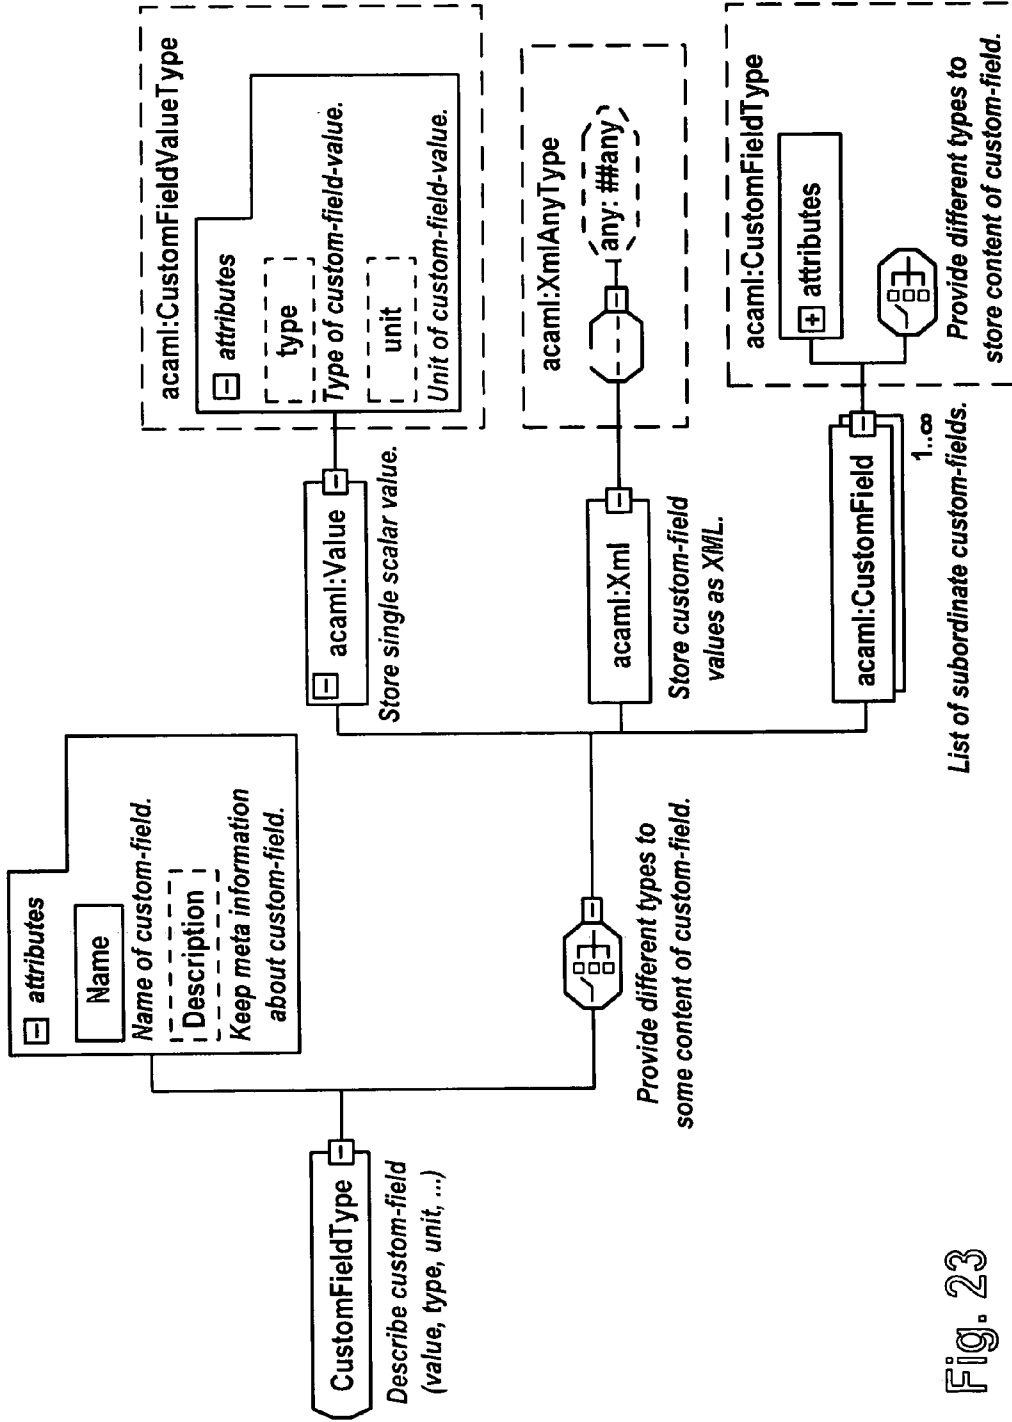 CustomFieldType
Describe custom-field
(value, type, unit, ...)
attributes
Name
Name of custom-field.
Description
Keep meta information
about custom-field.
Provide different types to
some content of custom-field.
acaml:Value
Store single scalar value.
acaml:CustomFieldValueType
attributes
type
Type of custom-field-value.
unit
Unit of custom-field-value.
acaml:Xml
Store custom-field
values as XML.
acaml:XmlAnyType
any: ##any
acaml:CustomField
1..∞
List of subordinate custom-fields.
acaml:CustomFieldType
attributes
Provide different types to
store content of custom-field.
Fig. 23